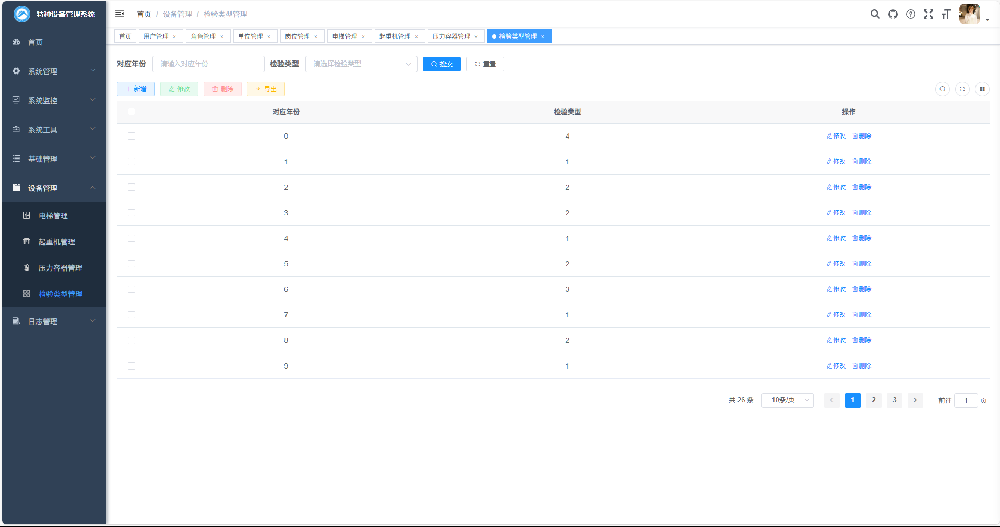 特种设备管理系统
首页 / 设备管理 / 检验类型管理
首页 用户管理 × 角色管理 × 单位管理 × 岗位管理 × 电梯管理 × 起重机管理 × 压力容器管理 × 检验类型管理 ×
首页
系统管理
系统监控
系统工具
基础管理
设备管理
电梯管理
起重机管理
压力容器管理
检验类型管理
日志管理
对应年份 请输入对应年份 检验类型 请选择检验类型 搜索 重置
新增 修改 删除 导出
对应年份 检验类型 操作
0 4 修改 删除
1 1 修改 删除
2 2 修改 删除
3 2 修改 删除
4 1 修改 删除
5 2 修改 删除
6 3 修改 删除
7 1 修改 删除
8 2 修改 删除
9 1 修改 删除
共 26 条 10条/页 1 2 3 前往 1 页